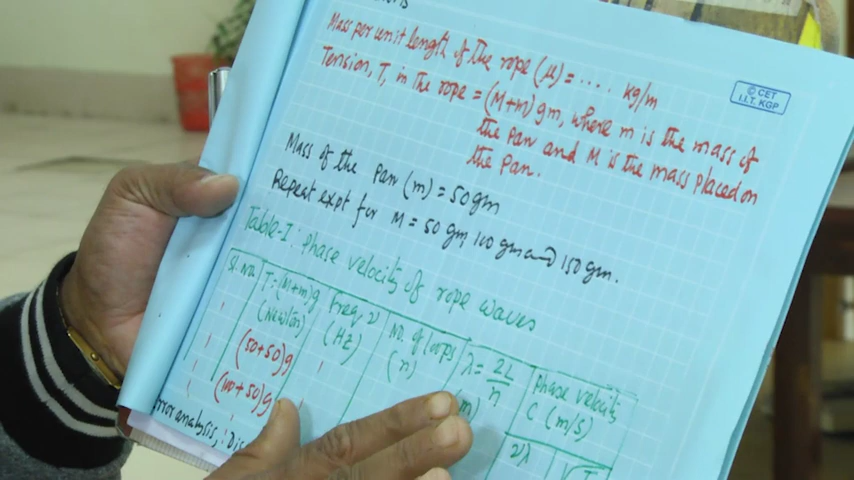 Mass per unit length of the rope (μ) = .... kg/m
Tension, T, in the rope = (M+m) gm, where m is the mass of
the pan and M is the mass placed on
the pan.
© CET
I.I.T. KGP
Mass of the pan (m) = 50 gm
Repeat expt for M = 50 gm 100 gm and 150 gm.
Table-I : Phase velocity of rope waves
Sl. No. T = (M+m)g (Newton) Freq. ν (Hz) No. of loops (n) λ = 2L/n (m) Phase velocity C (m/s)
νλ
(50+50)g
(100+50)g
error analysis,